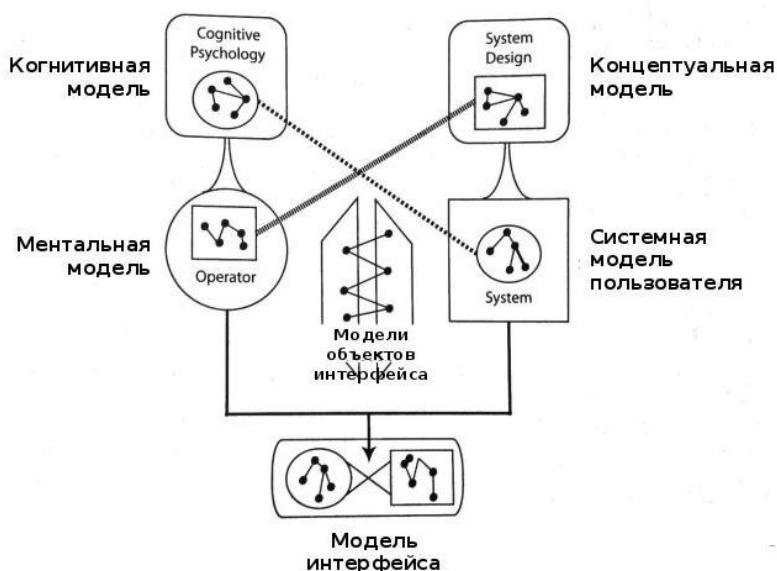 Cognitive
Psychology
System
Design
Когнитивная
модель
Концептуальная
модель
Ментальная
модель
Operator
System
Системная
модель
пользователя
Модели
объектов
интерфейса
Модель
интерфейса